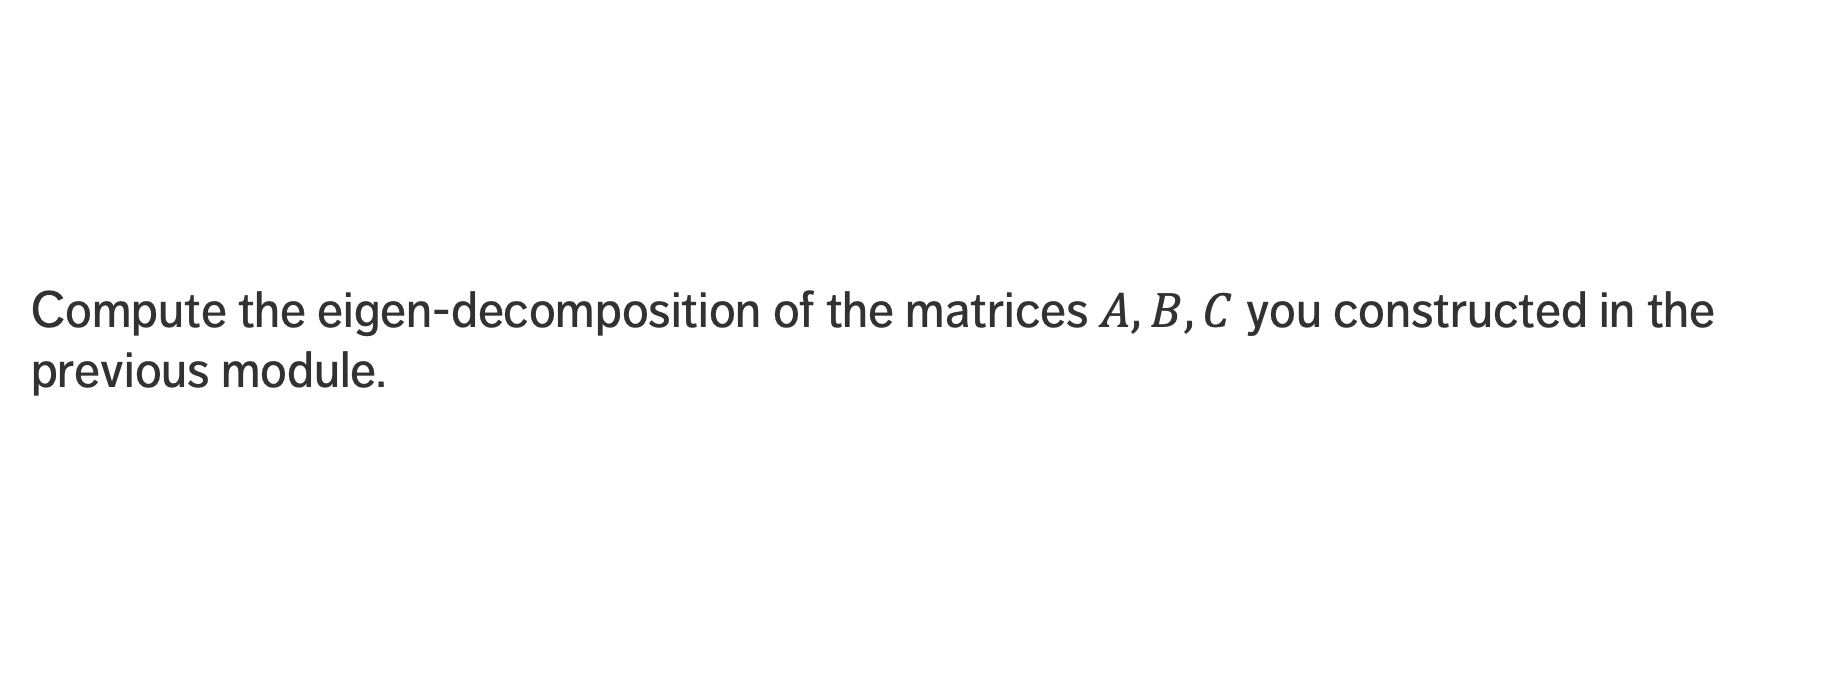 Compute the eigen-decomposition of the matrices A, B, C you constructed in the
previous module.